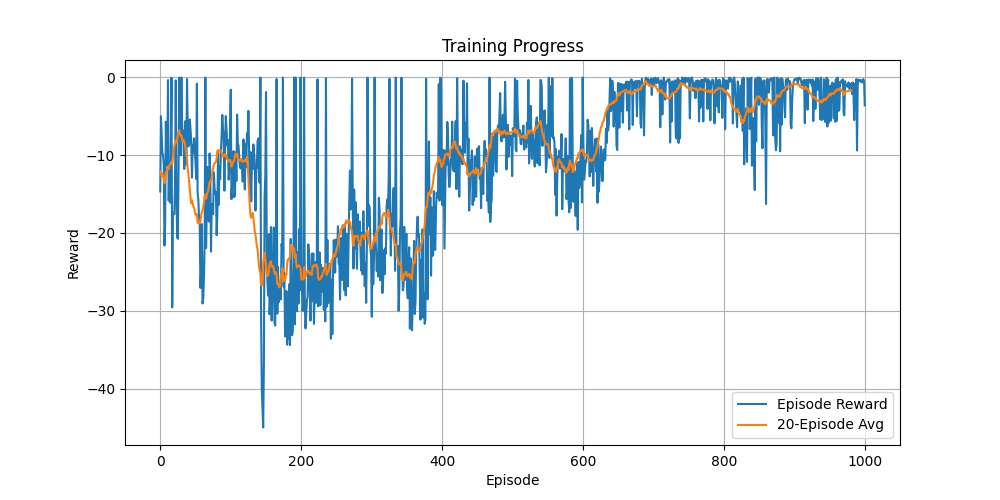 Training Progress
Reward
0
−10
−20
−30
−40
0
200
400
600
800
1000
Episode
Episode Reward
20-Episode Avg